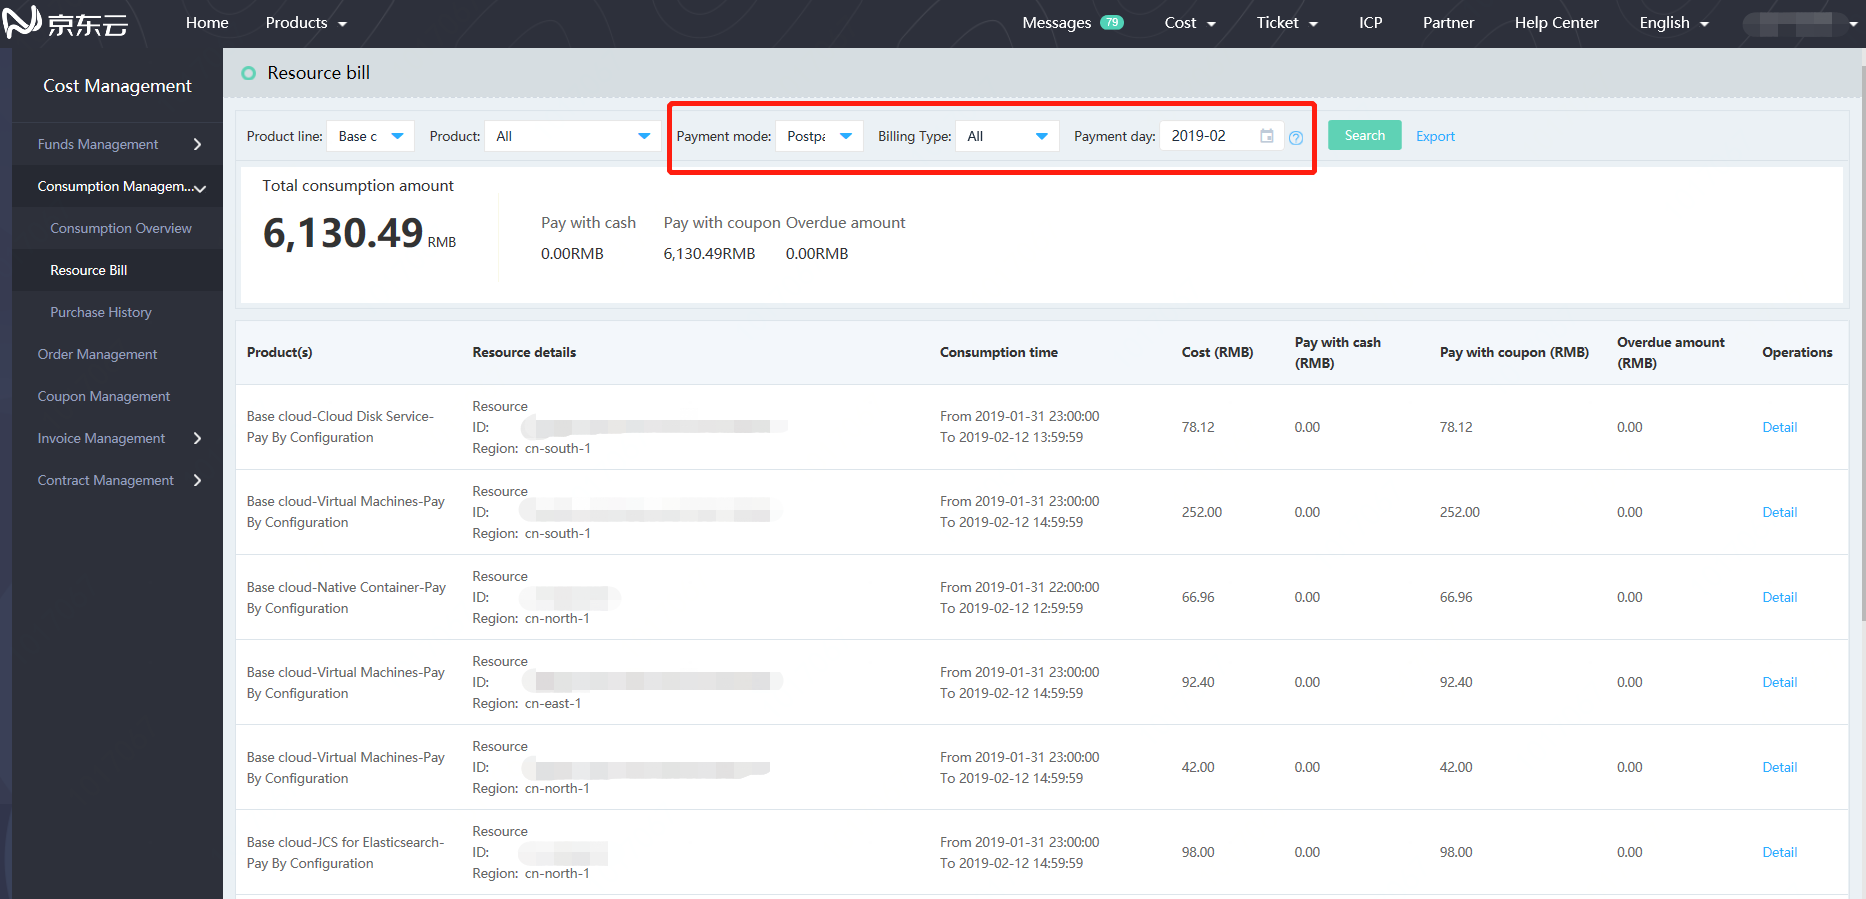 京东云
Home
Products
Messages 79
Cost
Ticket
ICP
Partner
Help Center
English
Cost Management
Funds Management
Consumption Managem...
Consumption Overview
Resource Bill
Purchase History
Order Management
Coupon Management
Invoice Management
Contract Management
Resource bill
Product line: Base c
Product: All
Payment mode: Postpa
Billing Type: All
Payment day: 2019-02
?
Search
Export
Total consumption amount
6,130.49 RMB
Pay with cash
0.00RMB
Pay with coupon
6,130.49RMB
Overdue amount
0.00RMB
Product(s)
Resource details
Consumption time
Cost (RMB)
Pay with cash
(RMB)
Pay with coupon (RMB)
Overdue amount
(RMB)
Operations
Base cloud-Cloud Disk Service-
Pay By Configuration
Resource
ID:
Region: cn-south-1
From 2019-01-31 23:00:00
To 2019-02-12 13:59:59
78.12
0.00
78.12
0.00
Detail
Base cloud-Virtual Machines-Pay
By Configuration
Resource
ID:
Region: cn-south-1
From 2019-01-31 23:00:00
To 2019-02-12 14:59:59
252.00
0.00
252.00
0.00
Detail
Base cloud-Native Container-Pay
By Configuration
Resource
ID:
Region: cn-north-1
From 2019-01-31 22:00:00
To 2019-02-12 12:59:59
66.96
0.00
66.96
0.00
Detail
Base cloud-Virtual Machines-Pay
By Configuration
Resource
ID:
Region: cn-east-1
From 2019-01-31 23:00:00
To 2019-02-12 14:59:59
92.40
0.00
92.40
0.00
Detail
Base cloud-Virtual Machines-Pay
By Configuration
Resource
ID:
Region: cn-north-1
From 2019-01-31 23:00:00
To 2019-02-12 14:59:59
42.00
0.00
42.00
0.00
Detail
Base cloud-JCS for Elasticsearch-
Pay By Configuration
Resource
ID:
Region: cn-north-1
From 2019-01-31 23:00:00
To 2019-02-12 14:59:59
98.00
0.00
98.00
0.00
Detail